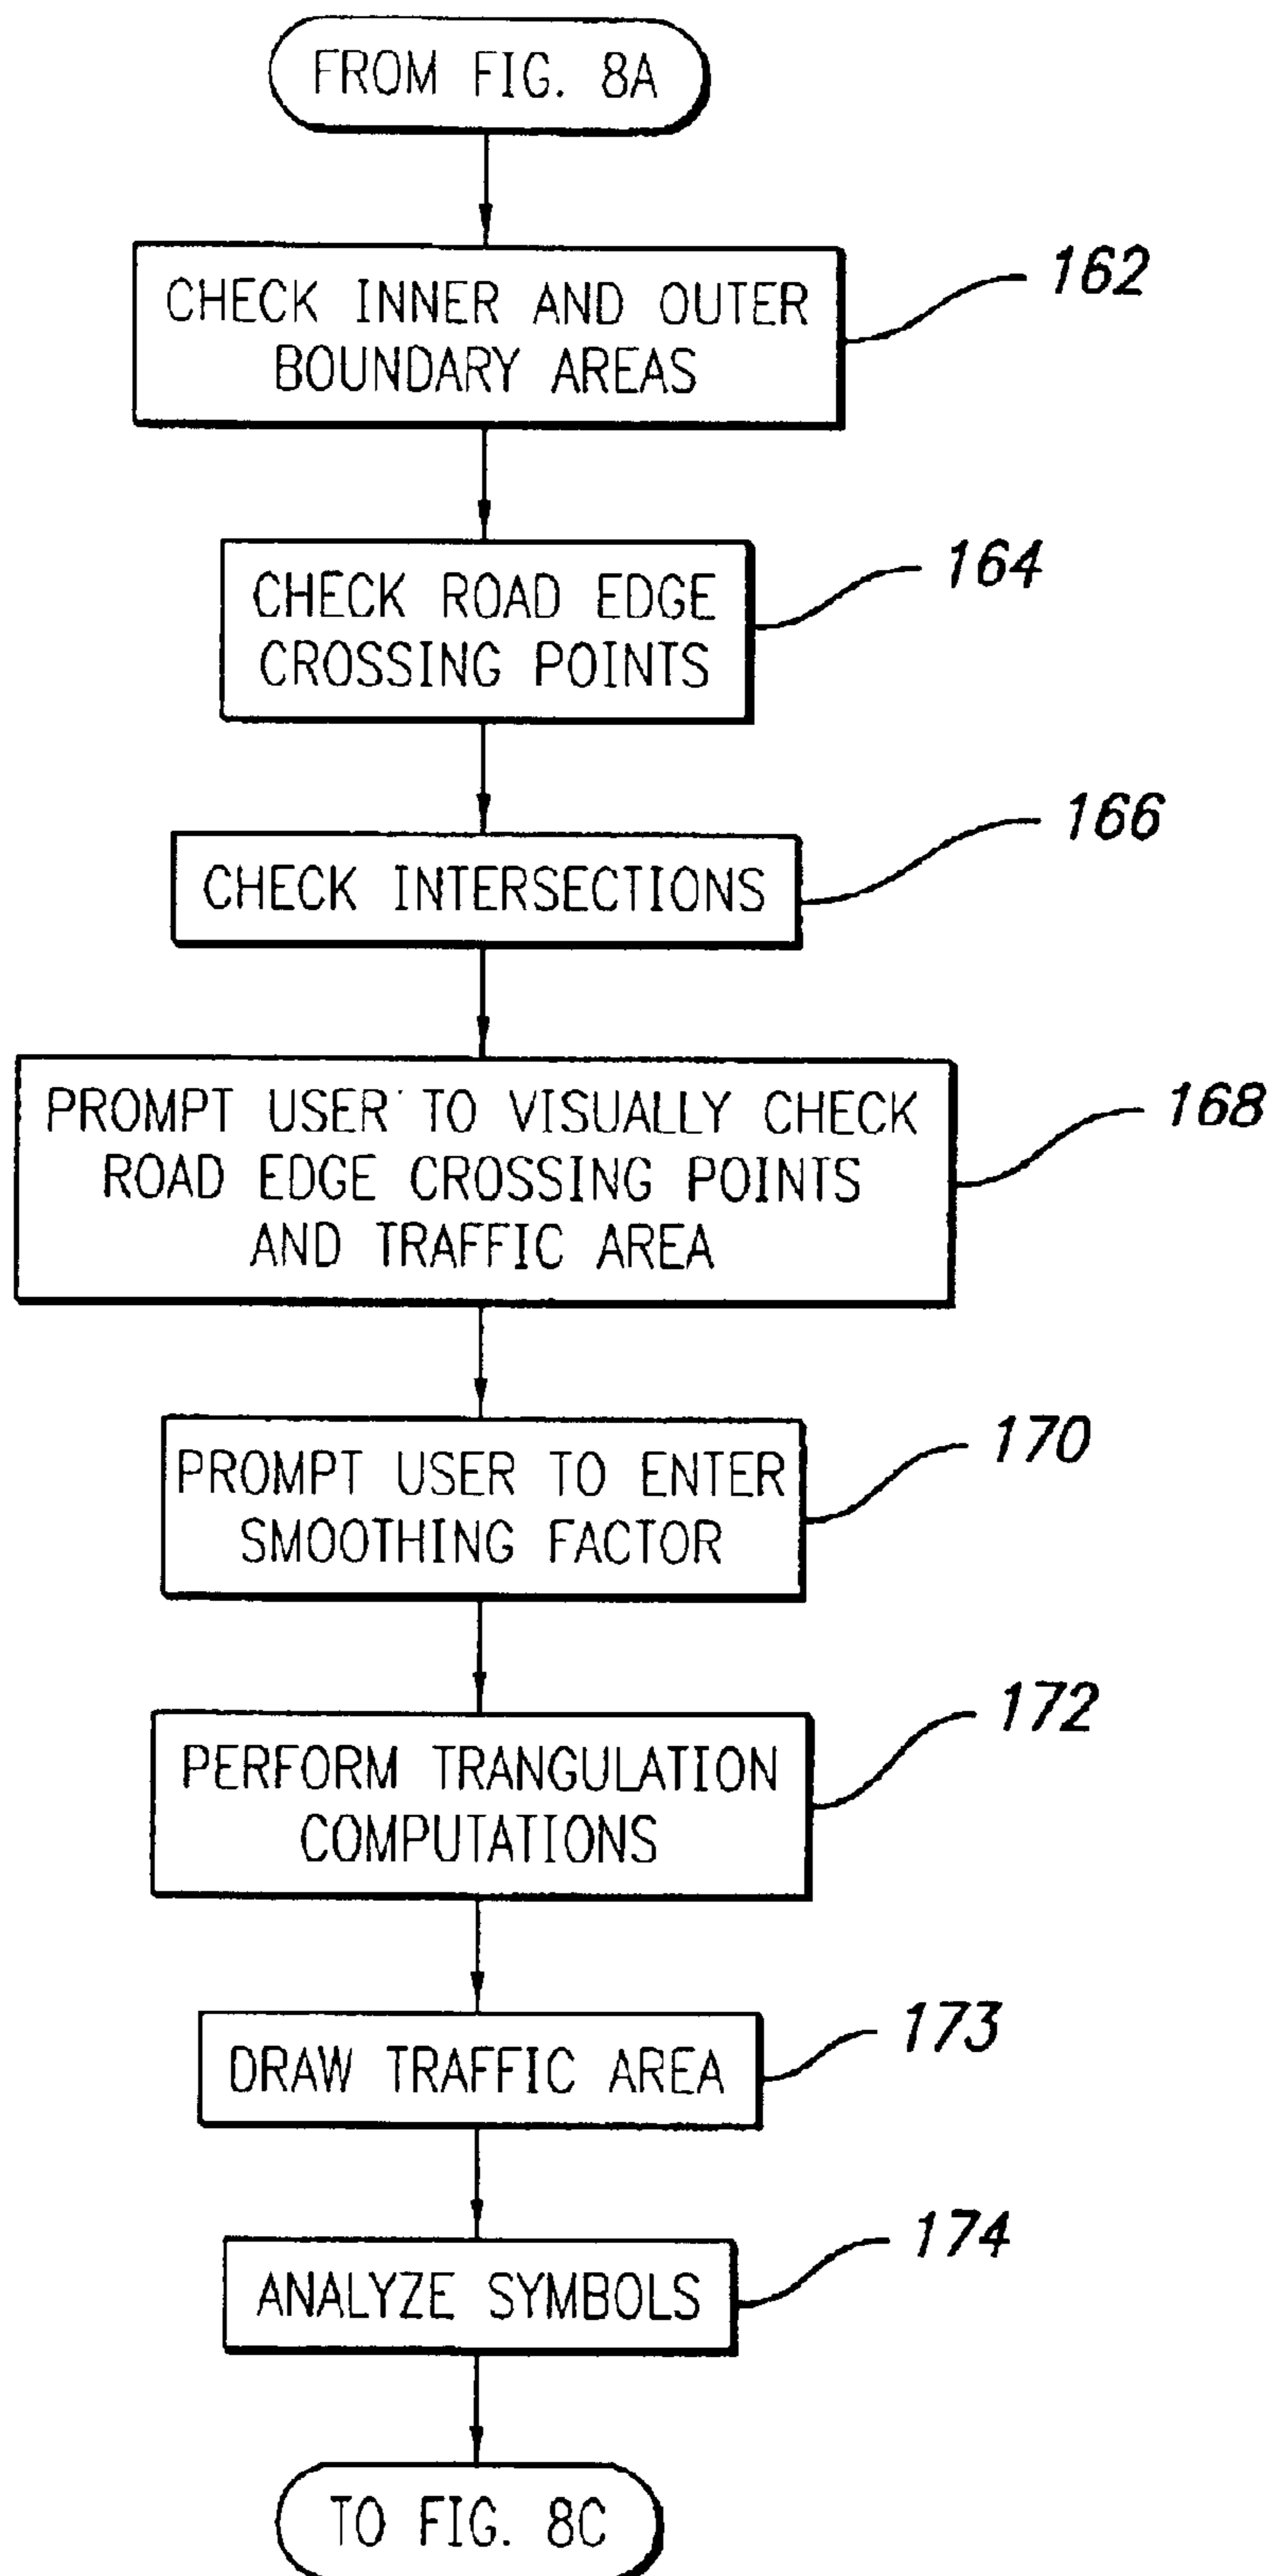 FROM FIG. 8A
CHECK INNER AND OUTER
BOUNDARY AREAS
162
CHECK ROAD EDGE
CROSSING POINTS
164
CHECK INTERSECTIONS
166
PROMPT USER TO VISUALLY CHECK
ROAD EDGE CROSSING POINTS
AND TRAFFIC AREA
168
PROMPT USER TO ENTER
SMOOTHING FACTOR
170
PERFORM TRANGULATION
COMPUTATIONS
172
DRAW TRAFFIC AREA
173
ANALYZE SYMBOLS
174
TO FIG. 8C